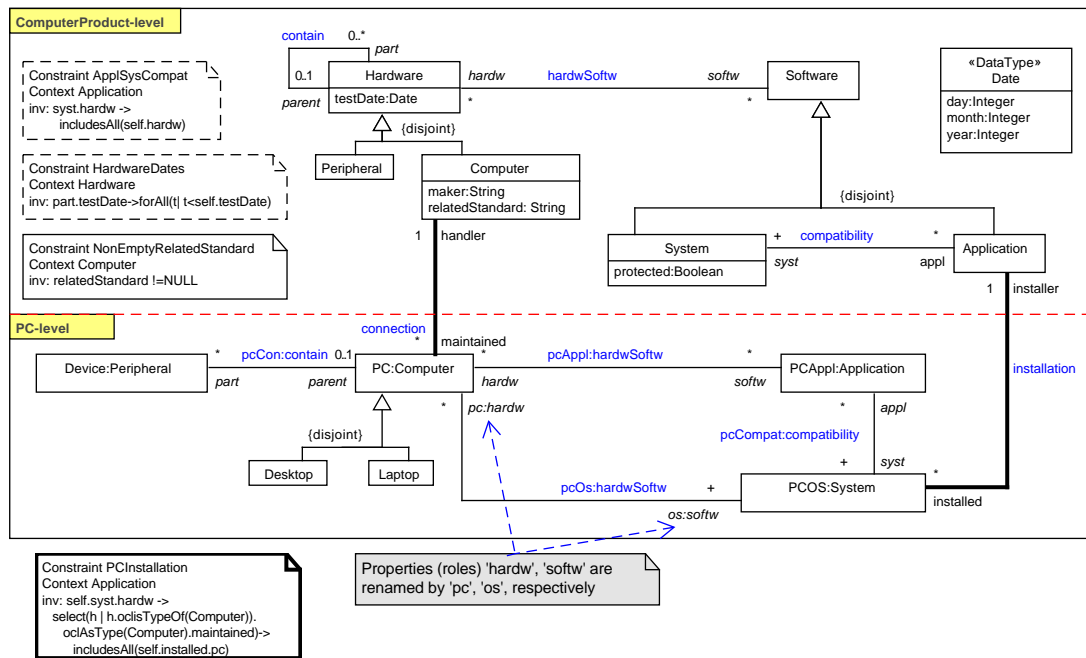 ComputerProduct-level
contain
0..*
part
0..1
parent
Hardware
testDate:Date
hardw
hardwSoftw
softw
*
*
Software
«DataType»
Date
day:Integer
month:Integer
year:Integer
Constraint ApplSysCompat
Context Application
inv: syst.hardw ->
includesAll(self.hardw)
{disjoint}
Peripheral
Computer
maker:String
relatedStandard: String
Constraint HardwareDates
Context Hardware
inv: part.testDate->forAll(t| t<self.testDate)
{disjoint}
Constraint NonEmptyRelatedStandard
Context Computer
inv: relatedStandard !=NULL
1
handler
System
protected:Boolean
+
compatibility
*
syst
appl
Application
1
installer
PC-level
connection
*
maintained
Device:Peripheral
*
pcCon:contain
0..1
part
parent
PC:Computer
*
pcAppl:hardwSoftw
*
hardw
softw
PCAppl:Application
installation
*
pc:hardw
*
appl
{disjoint}
Desktop
Laptop
pcCompat:compatibility
+
syst
pcOs:hardwSoftw
+
os:softw
PCOS:System
*
installed
Constraint PCInstallation
Context Application
inv: self.syst.hardw ->
select(h | h.oclisTypeOf(Computer)).
oclAsType(Computer).maintained)->
includesAll(self.installed.pc)
Properties (roles) 'hardw', 'softw' are
renamed by 'pc', 'os', respectively